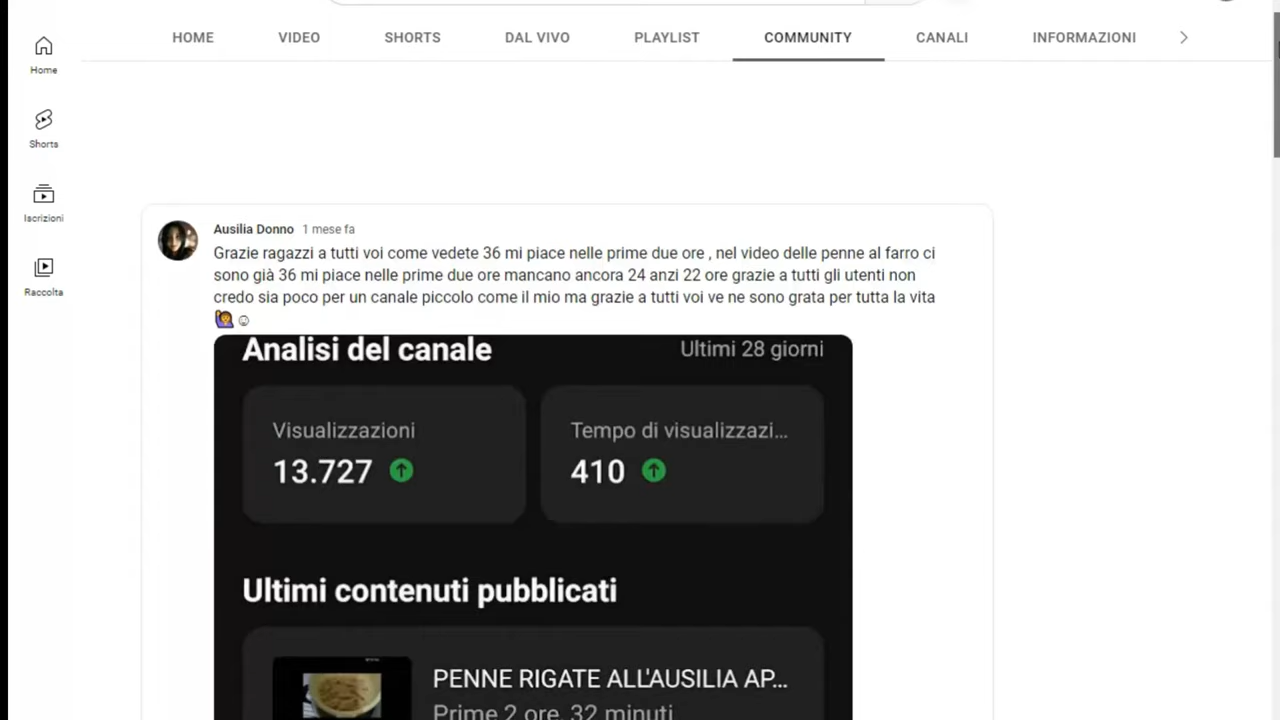 HOME VIDEO SHORTS DAL VIVO PLAYLIST COMMUNITY CANALI INFORMAZIONI
Home
Shorts
Iscrizioni
Raccolta
Ausilia Donno 1 mese fa
Grazie ragazzi a tutti voi come vedete 36 mi piace nelle prime due ore , nel video delle penne al farro ci
sono già 36 mi piace nelle prime due ore mancano ancora 24 anzi 22 ore grazie a tutti gli utenti non
credo sia poco per un canale piccolo come il mio ma grazie a tutti voi ve ne sono grata per tutta la vita
🙋☺
Analisi del canale Ultimi 28 giorni
Visualizzazioni Tempo di visualizzazi...
13.727 410
Ultimi contenuti pubblicati
PENNE RIGATE ALL'AUSILIA AP...
Prime 2 ore, 32 minuti